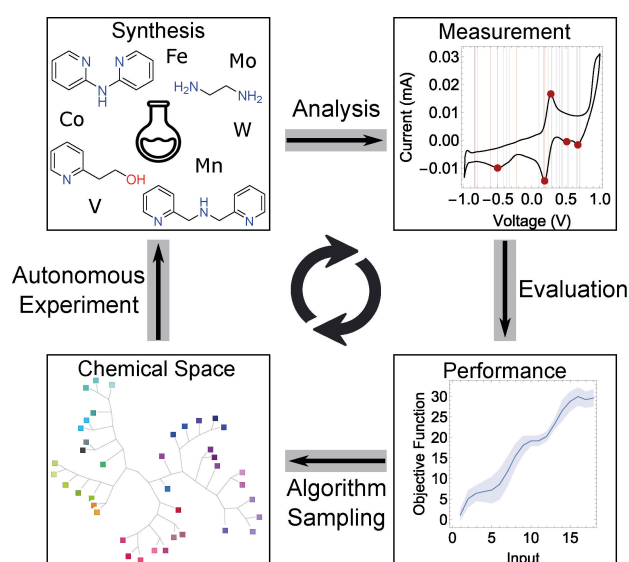 Synthesis
Fe
Mo
N
N
N
H
H2N
NH2
Co
W
Mn
N
OH
V
H
N
N
N
Analysis
Measurement
Current (mA)
0.03
0.02
0.01
0.00
-0.01
-1.0 -0.5 0.0 0.5 1.0
Voltage (V)
Autonomous
Experiment
Evaluation
Chemical Space
Algorithm
Sampling
Performance
Objective Function
30
25
20
15
10
5
0
0 5 10 15
Input